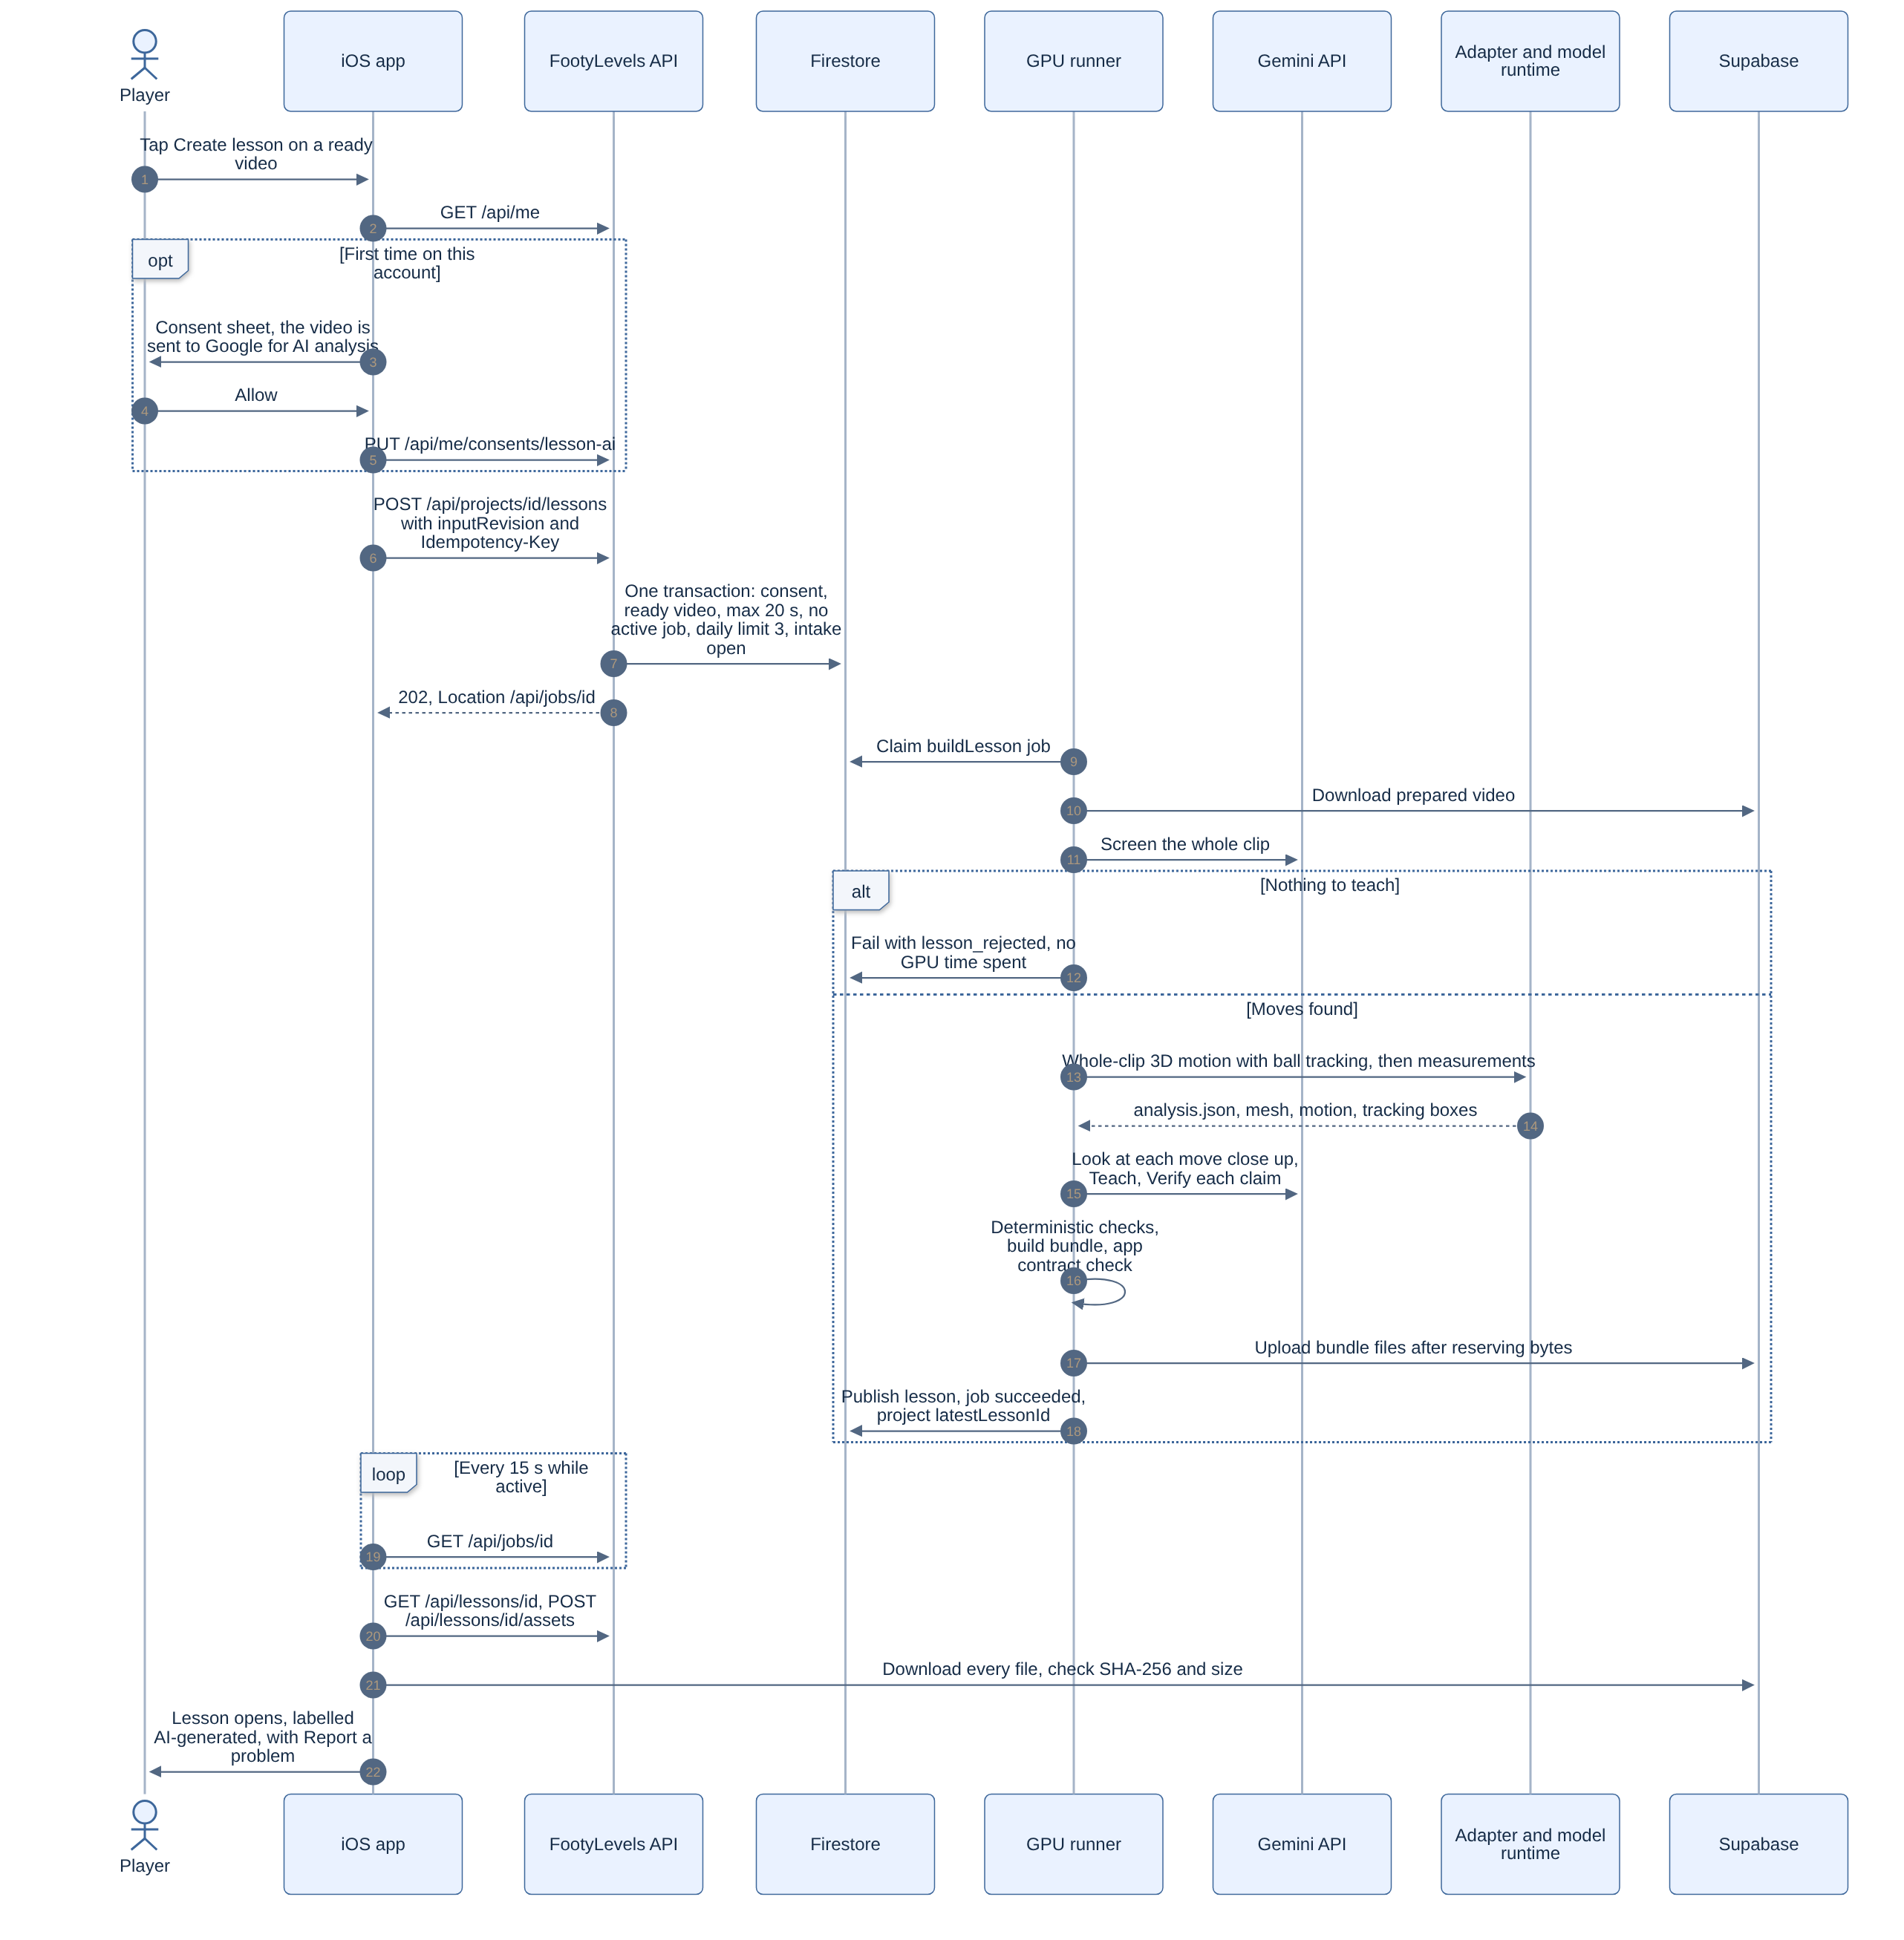 Player
iOS app
FootyLevels API
Firestore
GPU runner
Gemini API
Adapter and model
runtime
Supabase
Tap Create lesson on a ready
video
1
GET /api/me
2
opt
[First time on this
account]
Consent sheet, the video is
sent to Google for AI analysis
3
Allow
4
PUT /api/me/consents/lesson-ai
5
POST /api/projects/id/lessons
with inputRevision and
Idempotency-Key
6
One transaction: consent,
ready video, max 20 s, no
active job, daily limit 3, intake
open
7
202, Location /api/jobs/id
8
Claim buildLesson job
9
Download prepared video
10
Screen the whole clip
11
alt
[Nothing to teach]
Fail with lesson_rejected, no
GPU time spent
12
[Moves found]
Whole-clip 3D motion with ball tracking, then measurements
13
analysis.json, mesh, motion, tracking boxes
14
Look at each move close up,
Teach, Verify each claim
15
Deterministic checks,
build bundle, app
contract check
16
Upload bundle files after reserving bytes
17
Publish lesson, job succeeded,
project latestLessonId
18
loop
[Every 15 s while
active]
GET /api/jobs/id
19
GET /api/lessons/id, POST
/api/lessons/id/assets
20
Download every file, check SHA-256 and size
21
Lesson opens, labelled
AI-generated, with Report a
problem
22
Player
iOS app
FootyLevels API
Firestore
GPU runner
Gemini API
Adapter and model
runtime
Supabase